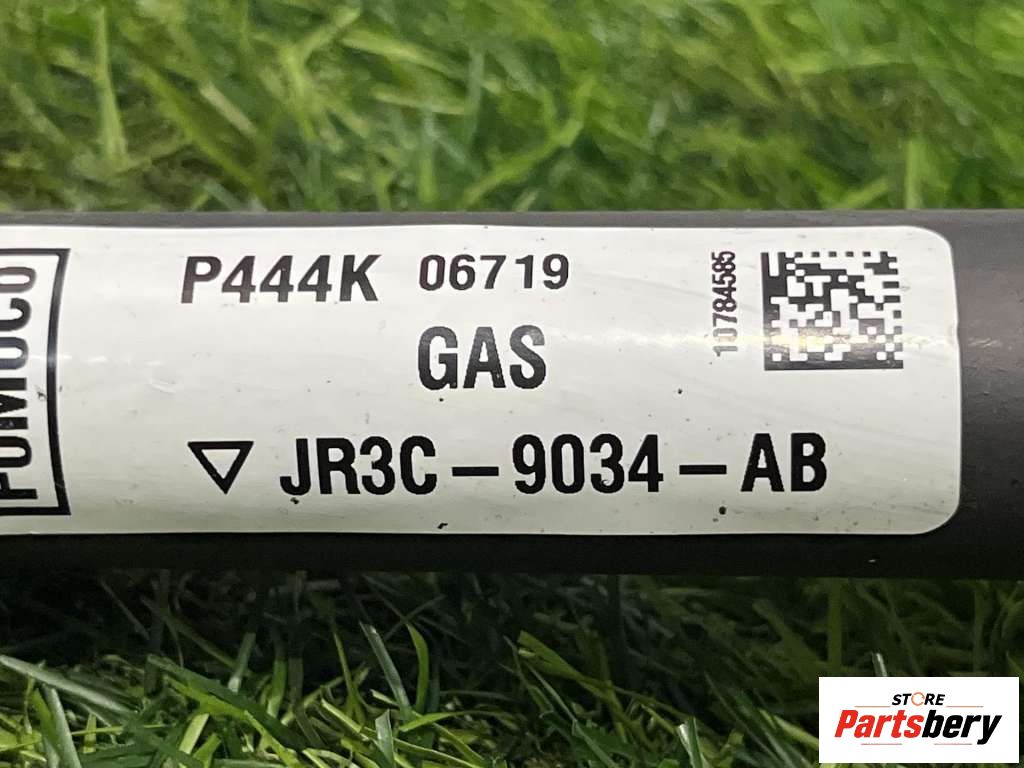 FOMOCO
P444K 06719
10784585
GAS
JR3C-9034-AB
STORE
Partsbery